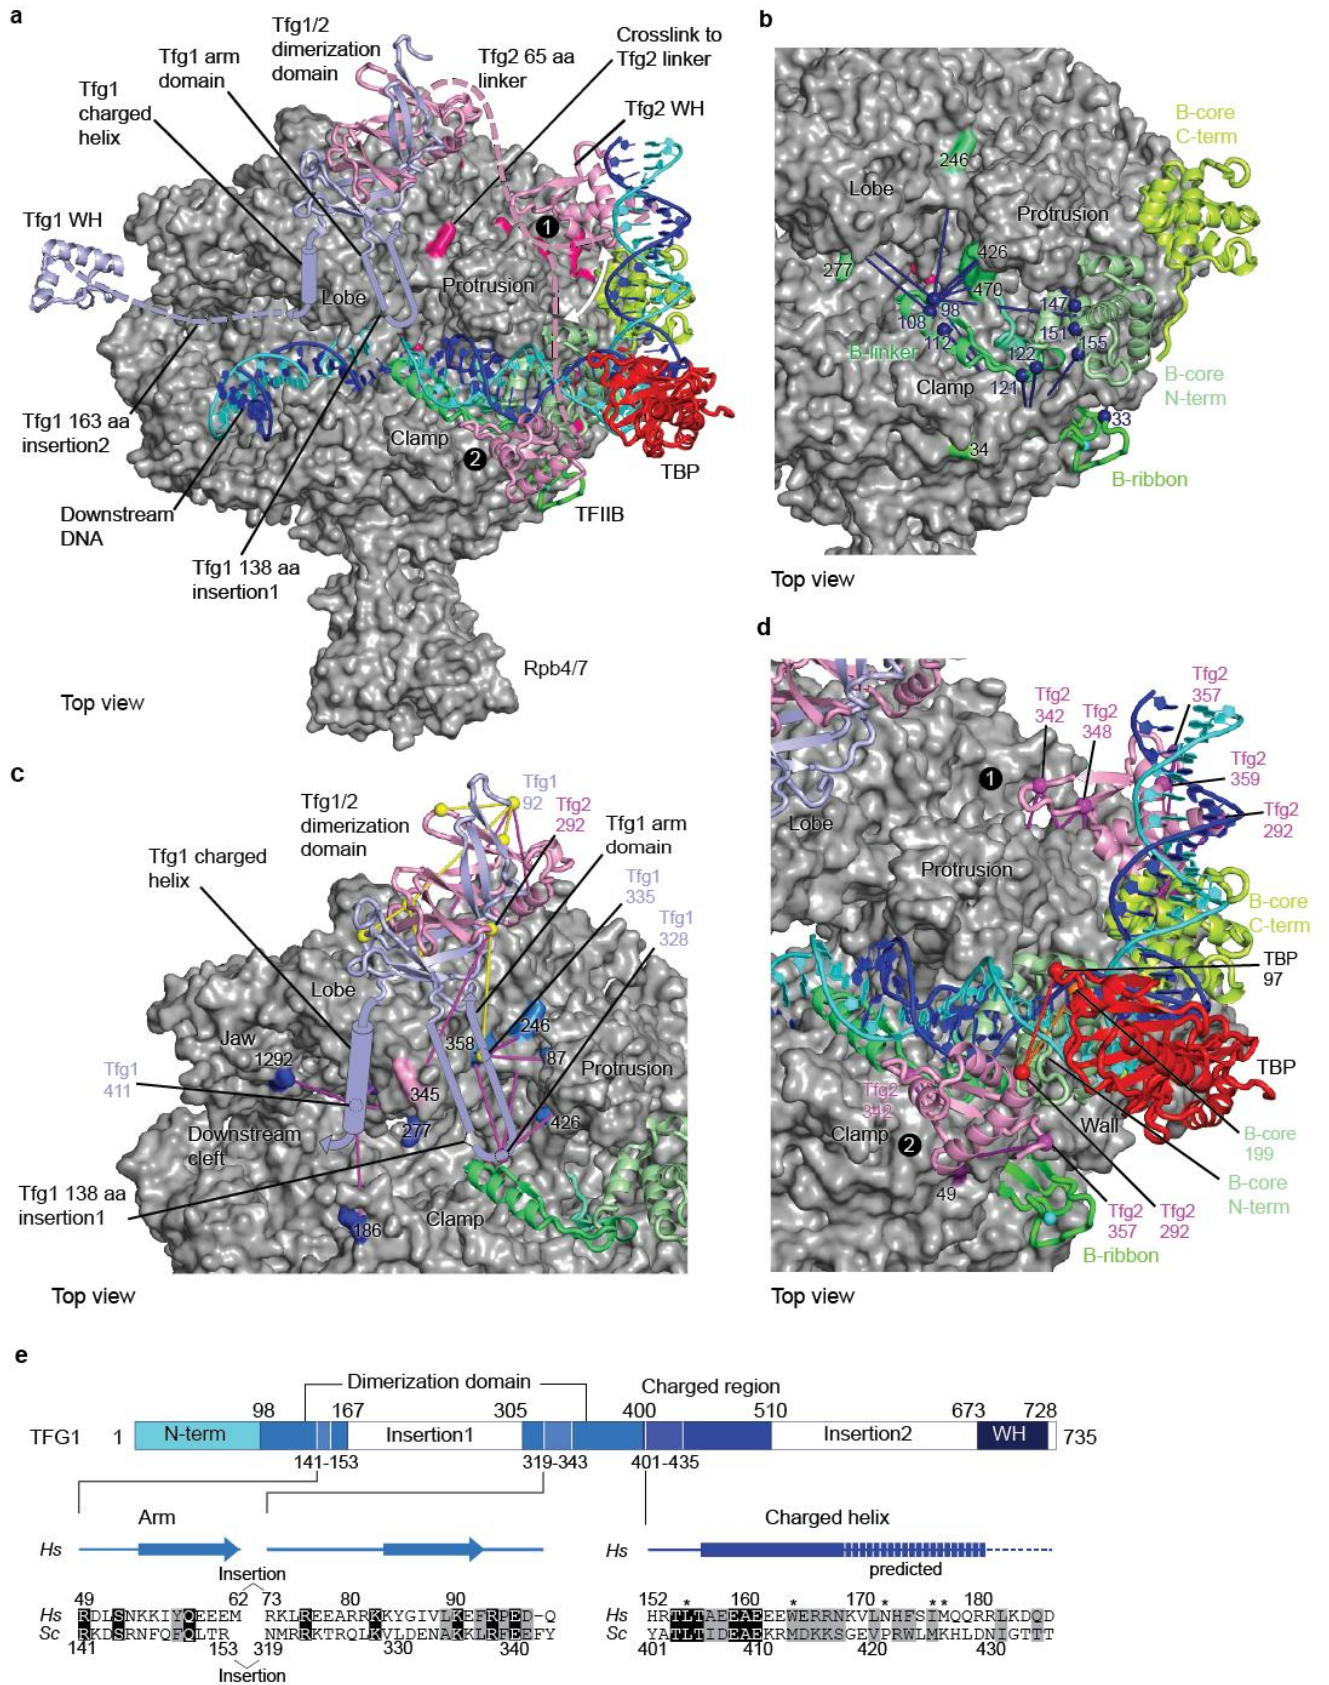 a
Tfg1/2
dimerization
domain
Tfg1 arm
domain
Tfg1
charged
helix
Tfg2 65 aa
linker
Crosslink to
Tfg2 linker
Tfg2 WH
Tfg1 WH
1
Lobe
Protrusion
Tfg1 163 aa
insertion2
Clamp
2
TBP
TFIIB
Downstream
DNA
Tfg1 138 aa
insertion1
Rpb4/7
Top view
b
B-core
C-term
246
Lobe
Protrusion
277
426
470
108
98
147
112
151
155
B-linker
122
Clamp
121
B-core
N-term
33
34
B-ribbon
Top view
c
Tfg1/2
dimerization
domain
Tfg1
92
Tfg2
292
Tfg1 arm
domain
Tfg1 charged
helix
Tfg1
335
Tfg1
328
Lobe
246
Jaw
358
87
Protrusion
1292
Tfg1
411
345
277
426
Downstream
cleft
Tfg1 138 aa
insertion1
186
Clamp
Top view
d
Tfg2
342
Tfg2
348
Tfg2
357
1
Tfg2
359
Lobe
Tfg2
292
Protrusion
B-core
C-term
TBP
97
TBP
Tfg2
342
Clamp
2
Wall
B-core
199
49
B-core
N-term
Tfg2
357
Tfg2
292
B-ribbon
Top view
e
Dimerization domain
Charged region
98 167 305 400 510 673 728
TFG1 1 N-term Insertion1 Insertion2 WH 735
141-153 319-343 401-435
Arm
Charged helix
Hs
Hs
predicted
Insertion
49 62 73 80 90
152 * 160 * 170 * ** 180
Hs RDLSNKKIYQEEEM RKLREEARRKKYGIVLKEFRPED-Q
Sc RKDSRNFQFQLTR NMRRKTRQLKVLDENAKKLRFEEFY
141 153 319 330 340
Insertion
Hs HRTLTAEEAEEEWERRNKVLNHFSIMQQRRLKDQD
Sc YATLTIDEAEKRMDKKSGEVPRWLMKHLDNIGTTT
401 410 420 430